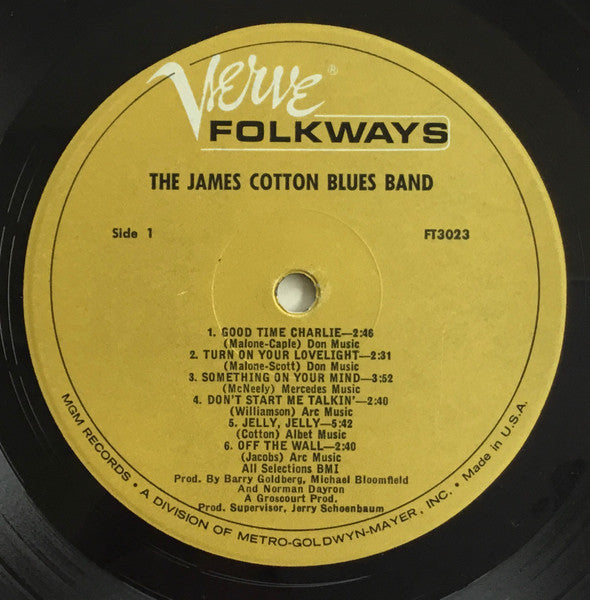 Verve®
FOLKWAYS
THE JAMES COTTON BLUES BAND
Side 1
FT3023
1. GOOD TIME CHARLIE—2:46
(Malone-Caple) Don Music
2. TURN ON YOUR LOVELIGHT—2:31
(Malone-Scott) Don Music
3. SOMETHING ON YOUR MIND—3:52
(McNeely) Mercedes Music
4. DON'T START ME TALKIN'—2:40
(Williamson) Arc Music
5. JELLY, JELLY—5:42
(Cotton) Albet Music
6. OFF THE WALL—2:40
(Jacobs) Arc Music
All Selections BMI
Prod. By Barry Goldberg, Michael Bloomfield
And Norman Dayron
A Groscourt Prod.
Prod. Supervisor, Jerry Schoenbaum
MGM RECORDS • A DIVISION OF METRO-GOLDWYN-MAYER, INC. • Made in U.S.A.